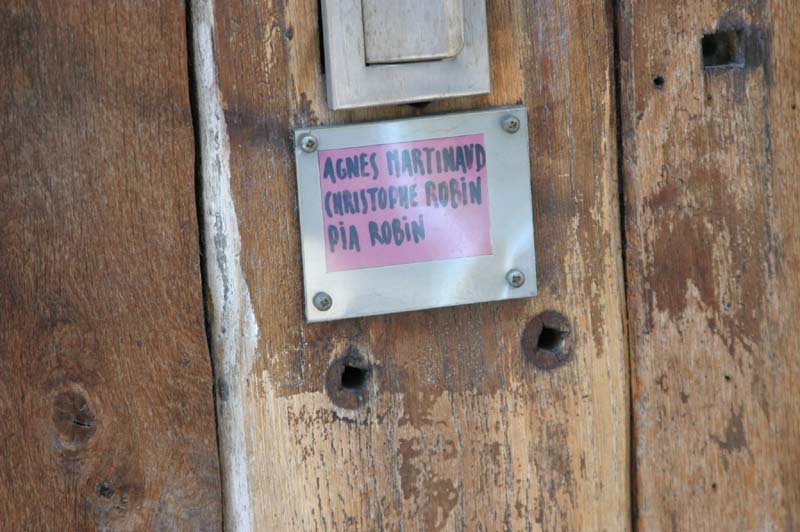 AGNES MARTINAUD
CHRISTOPHE ROBiN
PiA ROBiN